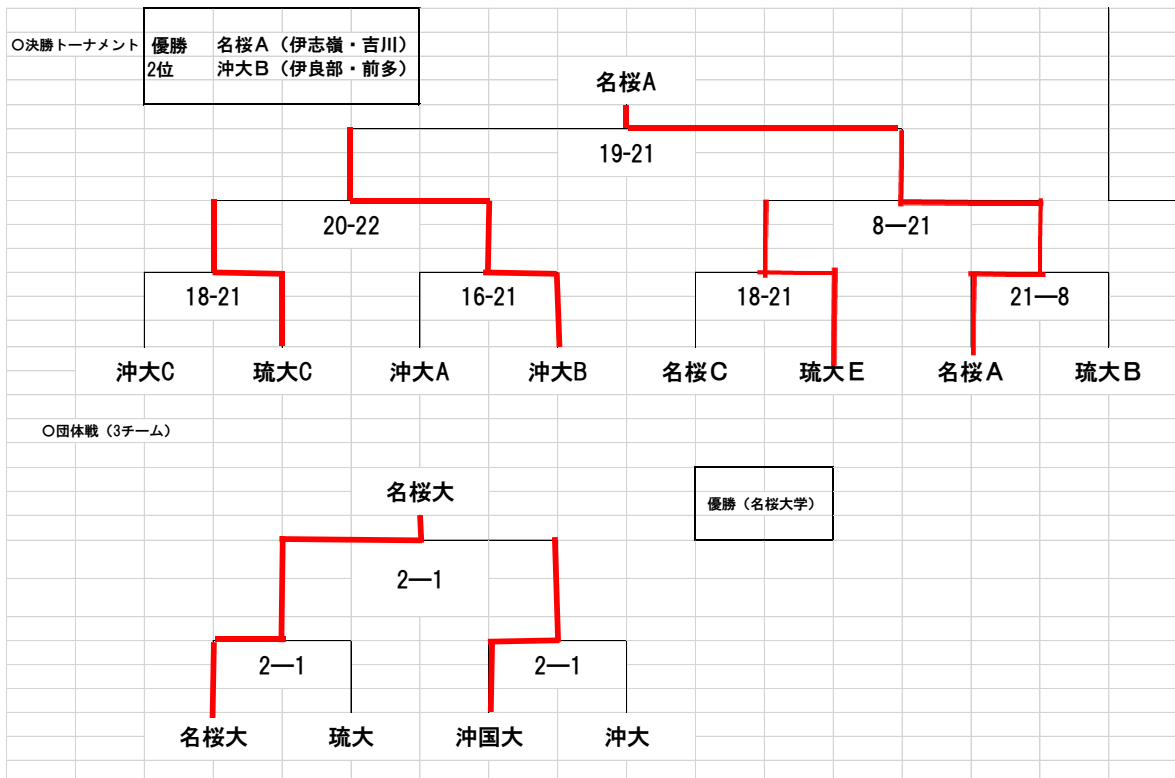 〇決勝トーナメント
優勝 名桜Ａ（伊志嶺・吉川）
2位 沖大Ｂ（伊良部・前多）
名桜A
19-21
20-22
8―21
18-21
16-21
18-21
21―8
沖大C
琉大C
沖大A
沖大B
名桜Ｃ
琉大Ｅ
名桜Ａ
琉大Ｂ
〇団体戦（3チーム）
名桜大
優勝（名桜大学）
2―1
2―1
2―1
名桜大
琉大
沖国大
沖大